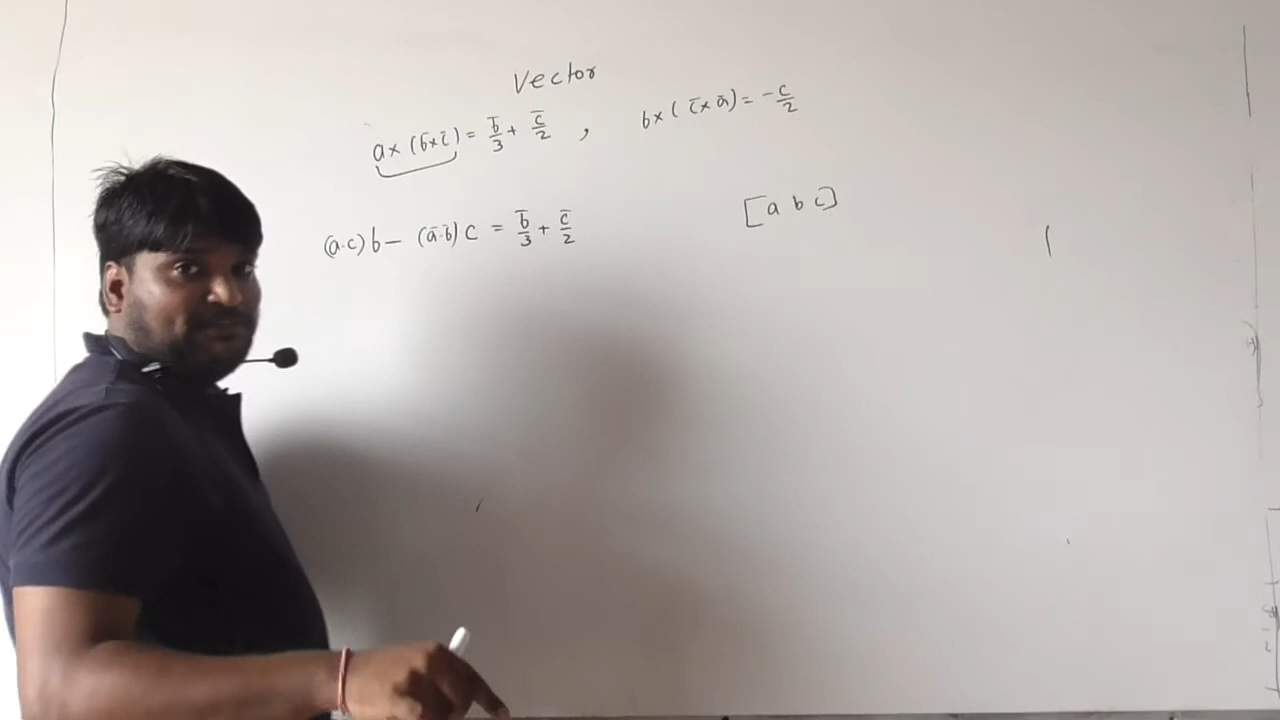 Vector
a × (b̄ × c̄) = b̄/3 + c̄/2 , b × ( c̄ × ā) = - c/2
(a·c) b - (ā·b̄) c = b̄/3 + c̄/2 [a b c]